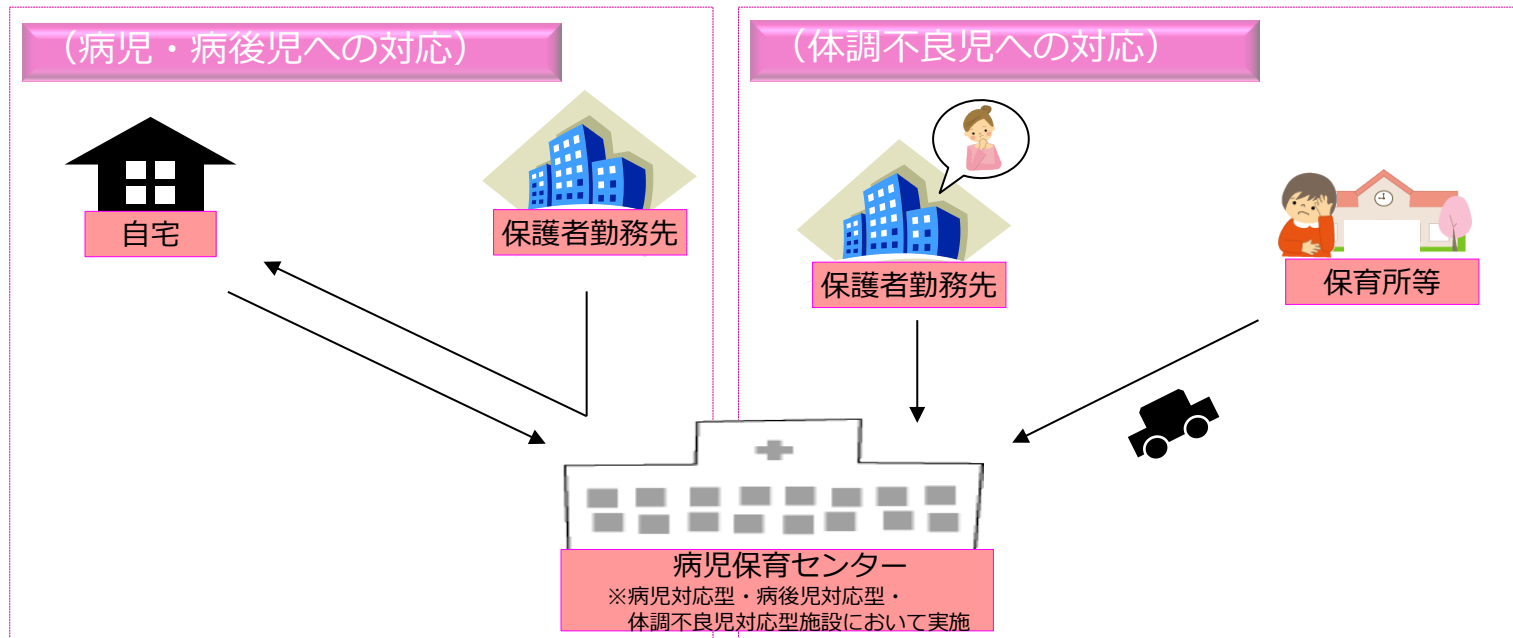 （病児・病後児への対応）
（体調不良児への対応）
自宅
保護者勤務先
保護者勤務先
保育所等
病児保育センター
※病児対応型・病後児対応型・
体調不良児対応型施設において実施